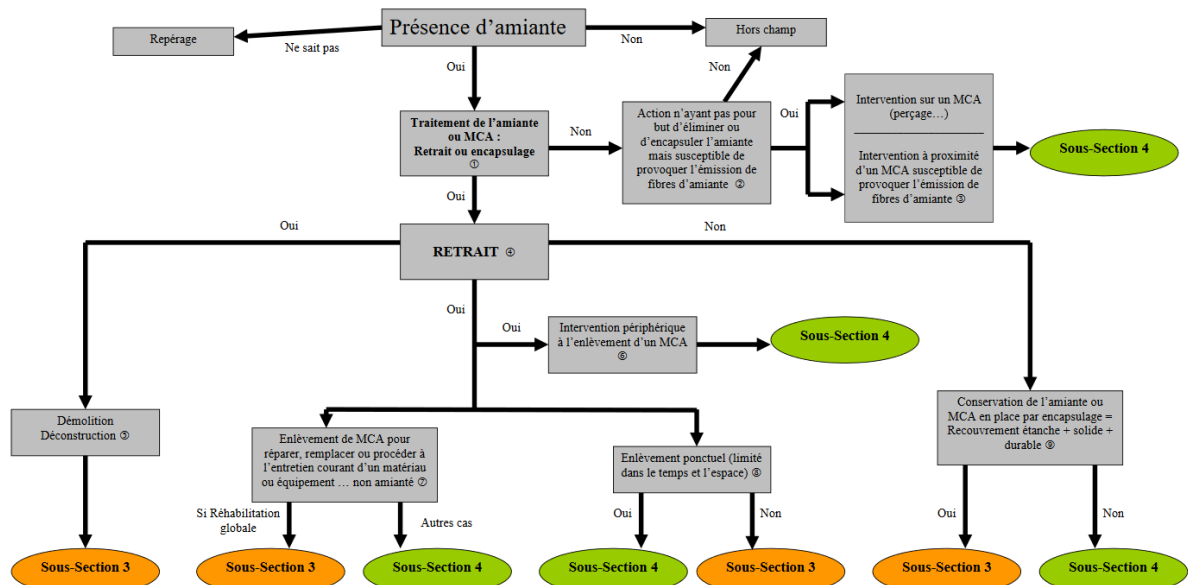 Présence d’amiante
Repérage
Ne sait pas
Non
Hors champ
Oui
Non
Traitement de l’amiante
ou MCA :
Retrait ou encapsulage
①
Non
Action n’ayant pas pour
but d’éliminer ou
d’encapsuler l’amiante
mais susceptible de
provoquer l’émission de
fibres d’amiante ②
Oui
Intervention sur un MCA
(perçage…)
Intervention à proximité
d’un MCA susceptible de
provoquer l’émission de
fibres d’amiante ③
Sous-Section 4
Oui
Oui
RETRAIT ④
Non
Oui
Oui
Intervention périphérique
à l’enlèvement d’un MCA
⑥
Sous-Section 4
Démolition
Déconstruction ⑤
Enlèvement de MCA pour
réparer, remplacer ou procéder à
l’entretien courant d’un matériau
ou équipement … non amianté ⑦
Enlèvement ponctuel (limité
dans le temps et l’espace) ⑧
Conservation de l’amiante ou
MCA en place par encapsulage =
Recouvrement étanche + solide +
durable ⑨
Si Réhabilitation
globale
Autres cas
Oui
Non
Oui
Non
Sous-Section 3
Sous-Section 3
Sous-Section 4
Sous-Section 4
Sous-Section 3
Sous-Section 3
Sous-Section 4